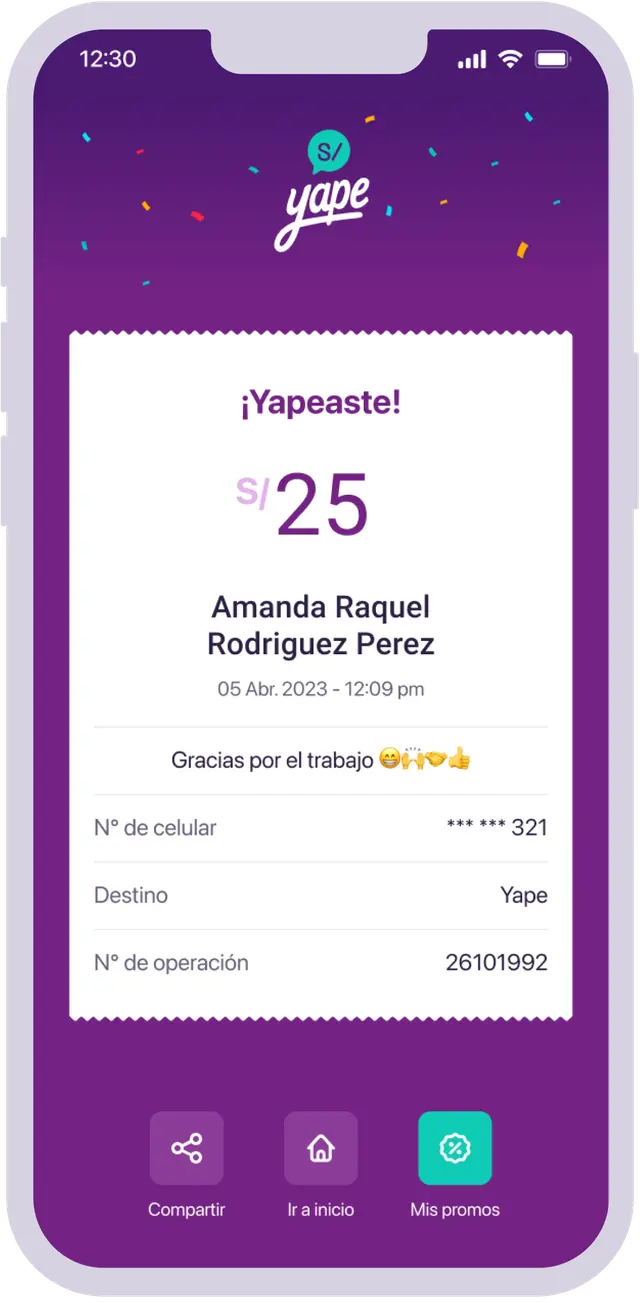 12:30
S/
yape
¡Yapeaste!
S/25
Amanda Raquel
Rodriguez Perez
05 Abr. 2023 - 12:09 pm
Gracias por el trabajo 😁🙌🤝👍
N° de celular *** *** 321
Destino Yape
N° de operación 26101992
Compartir Ir a inicio Mis promos